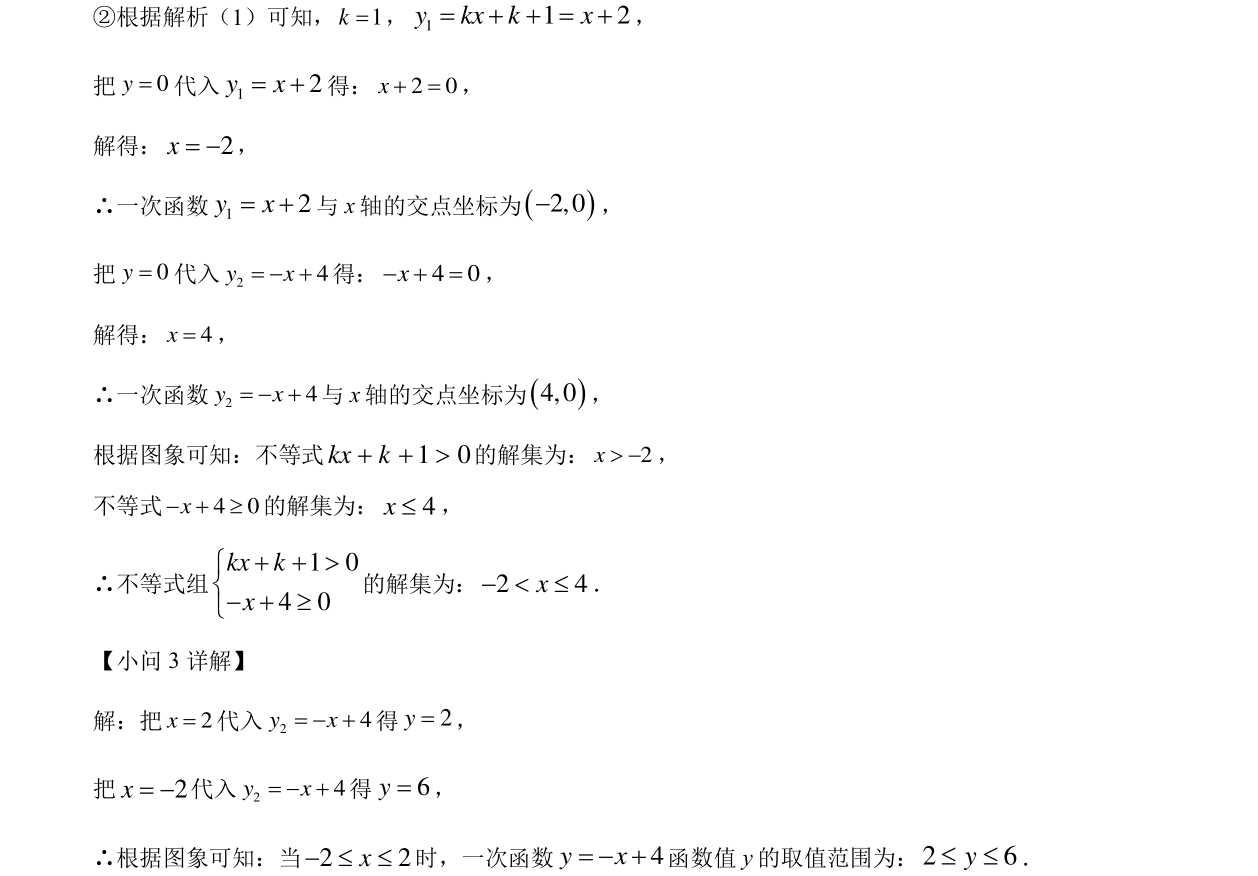 ②根据解析（1）可知，k=1，y₁=kx+k+1=x+2，
把 y=0 代入 y₁=x+2 得：x+2=0，
解得：x=−2，
∴一次函数 y₁=x+2 与 x 轴的交点坐标为(−2,0)，
把 y=0 代入 y₂=−x+4 得：−x+4=0，
解得：x=4，
∴一次函数 y₂=−x+4 与 x 轴的交点坐标为(4,0)，
根据图象可知：不等式 kx+k+1>0 的解集为：x>−2，
不等式 −x+4≥0 的解集为：x≤4，
∴不等式组{kx+k+1>0
−x+4≥0 的解集为：−2<x≤4．
【小问 3 详解】
解：把 x=2 代入 y₂=−x+4 得 y=2，
把 x=−2 代入 y₂=−x+4 得 y=6，
∴根据图象可知：当 −2≤x≤2 时，一次函数 y=−x+4 函数值 y 的取值范围为：2≤y≤6．